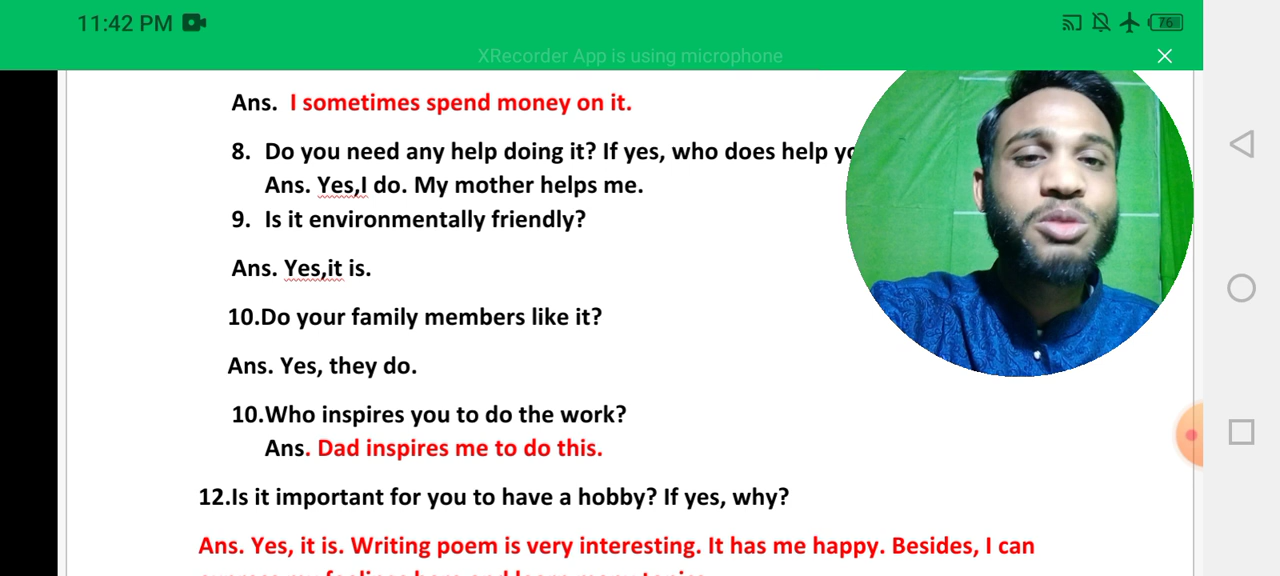 11:42 PM
76
XRecorder App is using microphone
Ans. I sometimes spend money on it.
8. Do you need any help doing it? If yes, who does help
Ans. Yes,I do. My mother helps me.
9. Is it environmentally friendly?
Ans. Yes,it is.
10.Do your family members like it?
Ans. Yes, they do.
10.Who inspires you to do the work?
Ans. Dad inspires me to do this.
12.Is it important for you to have a hobby? If yes, why?
Ans. Yes, it is. Writing poem is very interesting. It has me happy. Besides, I can